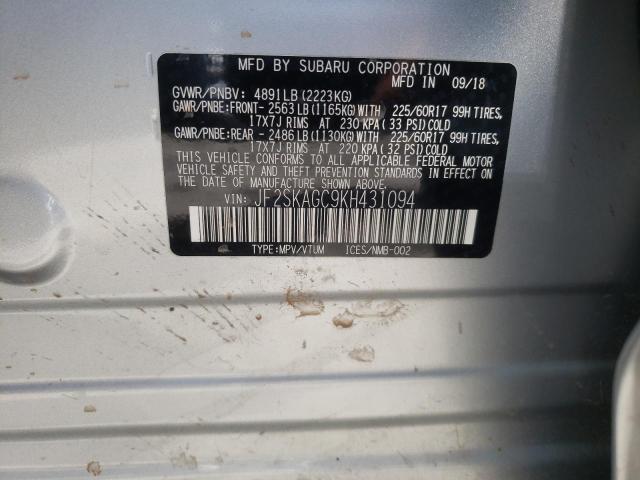 MFD BY SUBARU CORPORATION
MFD IN 09/18
GVWR/PNBV: 4891LB(2223KG)
GAWR/PNBE:FRONT-2563LB(1165KG)WITH 225/60R17 99H TIRES,
17X7J RIMS AT 230 KPA(33 PSI)COLD
GAWR/PNBE:REAR -2486LB(1130KG)WITH 225/60R17 99H TIRES,
17X7J RIMS AT 220 KPA(32 PSI)COLD
THIS VEHICLE CONFORMS TO ALL APPLICABLE FEDERAL MOTOR
VEHICLE SAFETY, BUMPER, AND THEFT PREVENTION STANDARDS
IN EFFECT ON THE DATE OF MANUFACTURE SHOWN ABOVE.
VIN: JF2SKAGC9KH431094
TYPE:MPV/VTUM ICES/NMB-002